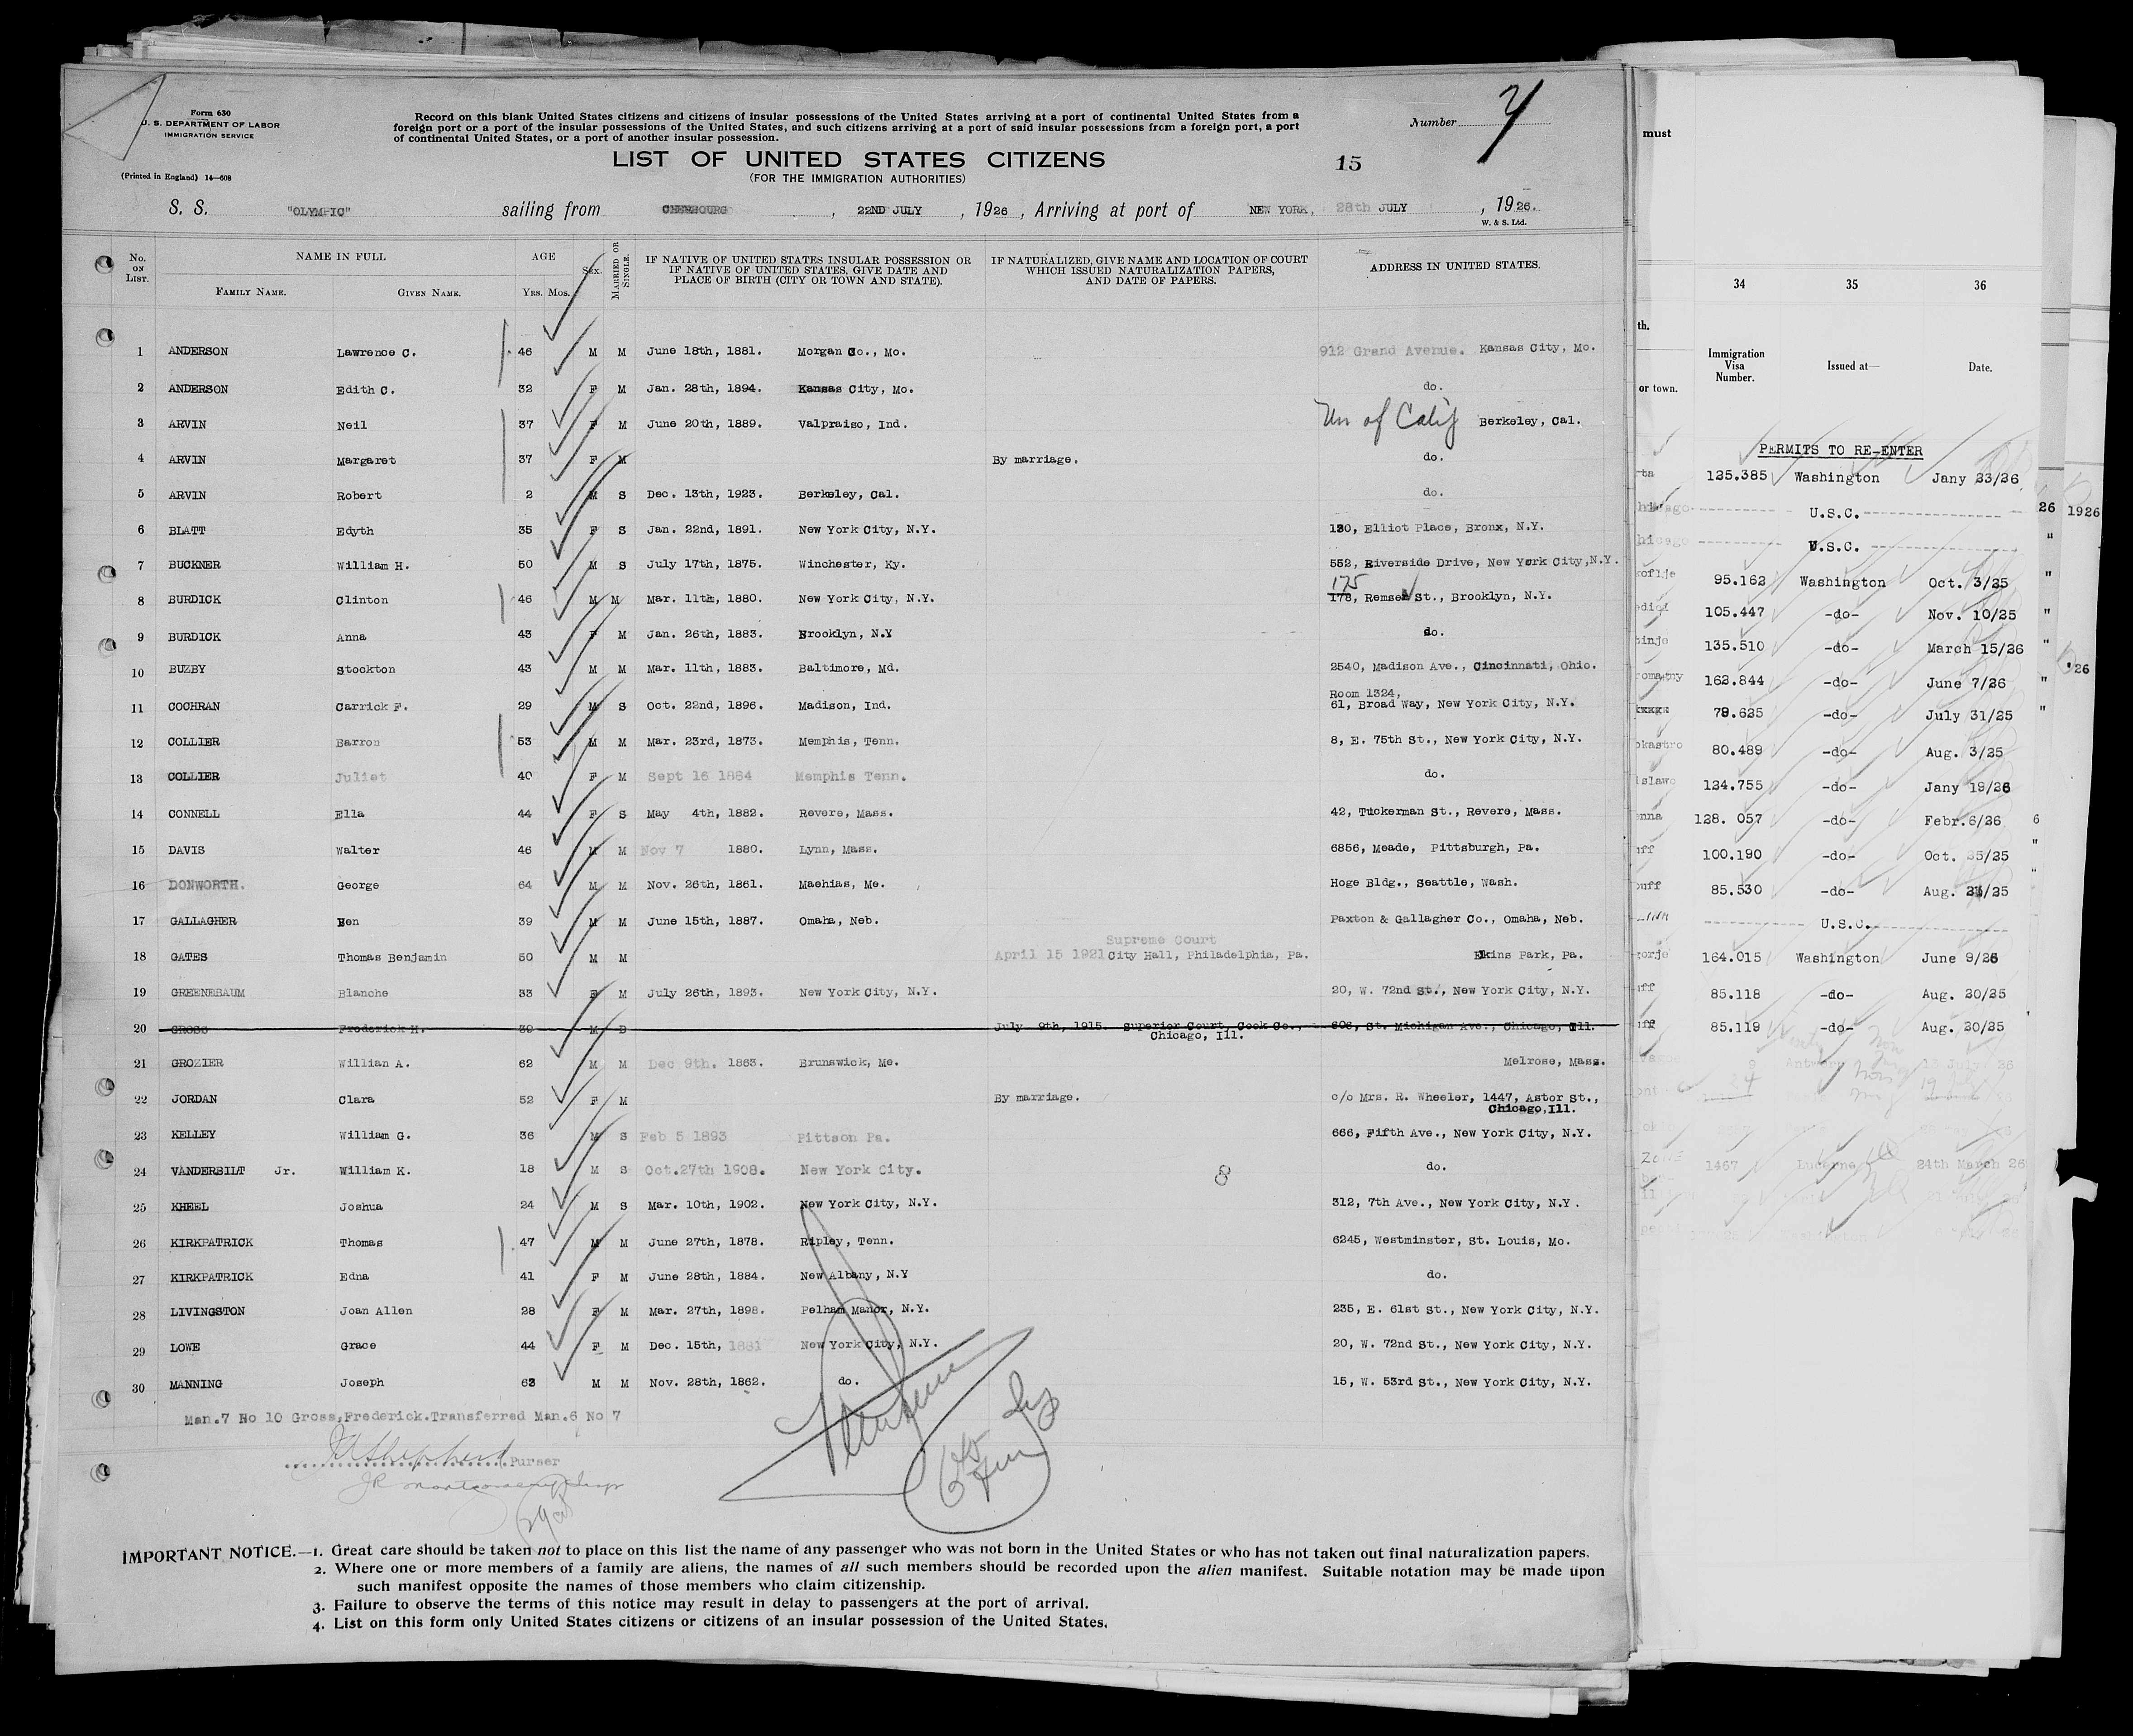 Form 630
U. S. DEPARTMENT OF LABOR
IMMIGRATION SERVICE
(Printed in England) 14—608
Record on this blank United States citizens and citizens of insular possessions of the United States arriving at a port of continental United States from a
foreign port or a port of the insular possessions of the United States, and such citizens arriving at a port of said insular possessions from a foreign port, a port
of continental United States, or a port of another insular possession.
Number
LIST OF UNITED STATES CITIZENS
15
(FOR THE IMMIGRATION AUTHORITIES)
S. S. "OLYMPIC" sailing from CHERBOURG, 22ND JULY, 1926, Arriving at port of NEW YORK, 28th JULY, 1926.
W. & S. Ltd.
No. ON LIST. NAME IN FULL FAMILY NAME. GIVEN NAME. AGE YRS. MOS. SEX. MARRIED OR SINGLE. IF NATIVE OF UNITED STATES INSULAR POSSESSION OR IF NATIVE OF UNITED STATES, GIVE DATE AND PLACE OF BIRTH (CITY OR TOWN AND STATE). IF NATURALIZED, GIVE NAME AND LOCATION OF COURT WHICH ISSUED NATURALIZATION PAPERS, AND DATE OF PAPERS. ADDRESS IN UNITED STATES.
1 ANDERSON Lawrence C. 46 M M June 18th, 1881. Morgan Co., Mo. 912 Grand Avenue. Kansas City, Mo.
2 ANDERSON Edith C. 32 F M Jan. 28th, 1894. Kansas City, Mo. do.
3 ARVIN Neil 37 F M June 20th, 1889. Valpraiso, Ind. Un of Calif Berkeley, Cal.
4 ARVIN Margaret 37 F M By marriage. do.
5 ARVIN Robert 2 M S Dec. 13th, 1923. Berkeley, Cal. do.
6 BLATT Edyth 35 F S Jan. 22nd, 1891. New York City, N.Y. 130, Elliot Place, Bronx, N.Y.
7 BUCKNER William H. 50 M S July 17th, 1875. Winchester, Ky. 552, Riverside Drive, New York City, N.Y.
175
8 BURDICK Clinton 46 M M Mar. 11th, 1880. New York City, N.Y. 178, Remsen St., Brooklyn, N.Y.
9 BURDICK Anna 43 F M Jan. 26th, 1883. Brooklyn, N.Y do.
10 BUZBY Stockton 43 M M Mar. 11th, 1883. Baltimore, Md. 2540, Madison Ave., Cincinnati, Ohio.
Room 1324,
11 COCHRAN Carrick F. 29 M S Oct. 22nd, 1896. Madison, Ind. 61, Broad Way, New York City, N.Y.
12 COLLIER Barron 53 M M Mar. 23rd, 1873. Memphis, Tenn. 8, E. 75th St., New York City, N.Y.
13 COLLIER Juliet 40 F M Sept 16 1884 Memphis Tenn. do.
14 CONNELL Ella 44 F S May 4th, 1882. Revere, Mass. 42, Tuckerman St., Revere, Mass.
15 DAVIS Walter 46 M M Nov 7 1880. Lynn, Mass. 6856, Meade, Pittsburgh, Pa.
16 DONWORTH. George 64 M M Nov. 26th, 1861. Maehias, Me. Hoge Bldg., Seattle, Wash.
17 GALLAGHER Ben 39 M M June 15th, 1887. Omaha, Neb. Paxton & Gallagher Co., Omaha, Neb.
Supreme Court
18 GATES Thomas Benjamin 50 M M April 15 1921 City Hall, Philadelphia, Pa. Elkins Park, Pa.
19 GREENEBAUM Blanche 33 F M July 26th, 1893. New York City, N.Y. 20, W. 72nd St., New York City, N.Y.
20 GROSS Frederick H. 39 M D July 9th, 1915. Superior Court, Cook Co., 606, St. Michigan Ave., Chicago, Ill.
Chicago, Ill.
21 GROZIER Willian A. 62 M M Dec 9th. 1863. Brunswick, Me. Melrose, Mass.
22 JORDAN Clara 52 F M By marriage. c/o Mrs. R. Wheeler, 1447, Astor St.,
Chicago, Ill.
23 KELLEY William G. 36 M S Feb 5 1893 Pittson Pa. 666, Fifth Ave., New York City, N.Y.
24 VANDERBILT Jr. William K. 18 M S Oct.27th 1908. New York City. do.
25 KHEEL Joshua 24 M S Mar. 10th, 1902. New York City, N.Y. 312, 7th Ave., New York City, N.Y.
26 KIRKPATRICK Thomas 47 M M June 27th, 1878. Ripley, Tenn. 6245, Westminster, St. Louis, Mo.
27 KIRKPATRICK Edna 41 F M June 28th, 1884. New Albany, N.Y do.
28 LIVINGSTON Joan Allen 28 F M Mar. 27th, 1898. Pelham Manor, N.Y. 235, E. 61st St., New York City, N.Y.
29 LOWE Grace 44 F M Dec. 15th, 1881 New York City, N.Y. 20, W. 72nd St., New York City, N.Y.
30 MANNING Joseph 63 M M Nov. 28th, 1862. do. 15, W. 53rd St., New York City, N.Y.
Man.7 No 10 Gross,Frederick.Transferred Man.6 No 7
Purser
IMPORTANT NOTICE.—1. Great care should be taken not to place on this list the name of any passenger who was not born in the United States or who has not taken out final naturalization papers.
2. Where one or more members of a family are aliens, the names of all such members should be recorded upon the alien manifest. Suitable notation may be made upon
such manifest opposite the names of those members who claim citizenship.
3. Failure to observe the terms of this notice may result in delay to passengers at the port of arrival.
4. List on this form only United States citizens or citizens of an insular possession of the United States.
must
34 35 36
th.
Immigration Visa Number. Issued at— Date.
or town.
PERMITS TO RE-ENTER
125.385 Washington Jany 23/26
U.S.C. 26 1926
U.S.C. "
95.162 Washington Oct. 3/25 "
105.447 -do- Nov. 10/25 "
135.510 -do- March 15/26 "
'26
162.844 -do- June 7/26 "
78.625 -do- July 31/25 "
80.489 -do- Aug. 3/25
124.755 -do- Jany 19/26
128. 057 -do- Febr.6/26 6
100.190 -do- Oct. 25/25 "
85.530 -do- Aug. /25 "
U.S.C.
164.015 Washington June 9/26
85.118 -do- Aug. 20/25
85.119 -do- Aug. 20/25
1467 Lucerne 24th March 26